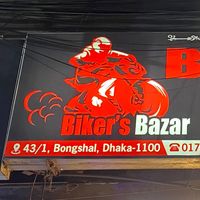 B
Biker's Bazar
43/1, Bongshal, Dhaka-1100 ☎017